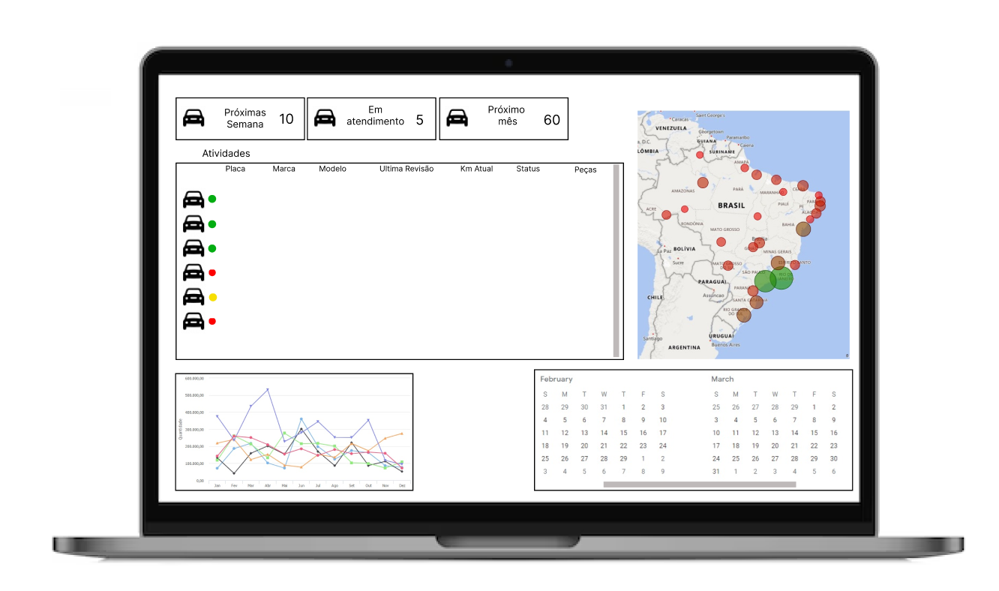 Próximas
Semana
10
Em
atendimento
5
Próximo
mês
60
Atividades
Placa Marca Modelo Ultima Revisão Km Atual Status Peças
Caracas
Saint George's
VENEZUELA
Georgetown
Paramaribo
GUIANA
Caiena
, D.C.
LÔMBIA
SURINAME
AMAPÁ
AMAZONAS
PARÁ
MARANHÃ
CEARÁ
BRASIL
PIAUÍ
PE
ACRE
ALAGO
RONDÔNIA
BAHIA
MATO GROSSO
Brasília
La Paz
BOLÍVIA
MINAS GERAIS
Sucre
MATO GROSSO
DO SUL
SÃO PAULO
RIO DE
JANEIRO
PARAGUAI
PARANÁ
Assuncao
CHILE
SANTA CATARINA
RIO GRANDE
DO SUL
Santiago
URUGUAI
Buenos Aires
ARGENTINA
600.000,00
500.000,00
400.000,00
300.000,00
200.000,00
100.000,00
0,00
Quantidade
Jan Fev Mar Abr Mai Jun Jul Ago Set Out Nov Dez
February
S M T W T F S
28 29 30 31 1 2 3
4 5 6 7 8 9 10
11 12 13 14 15 16 17
18 19 20 21 22 23 24
25 26 27 28 29 1 2
3 4 5 6 7 8 9
March
S M T W T F S
25 26 27 28 29 1 2
3 4 5 6 7 8 9
10 11 12 13 14 15 16
17 18 19 20 21 22 23
24 25 26 27 28 29 30
31 1 2 3 4 5 6